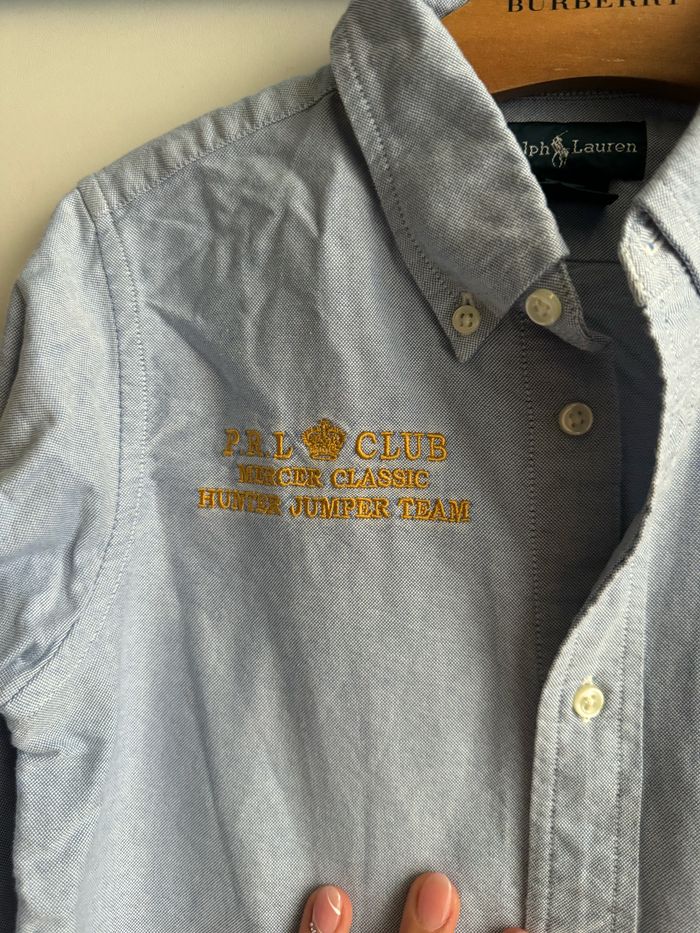 BURBERRY
lph Lauren
P.R.L CLUB
MERCER CLASSIC
HUNTER JUMPER TEAM